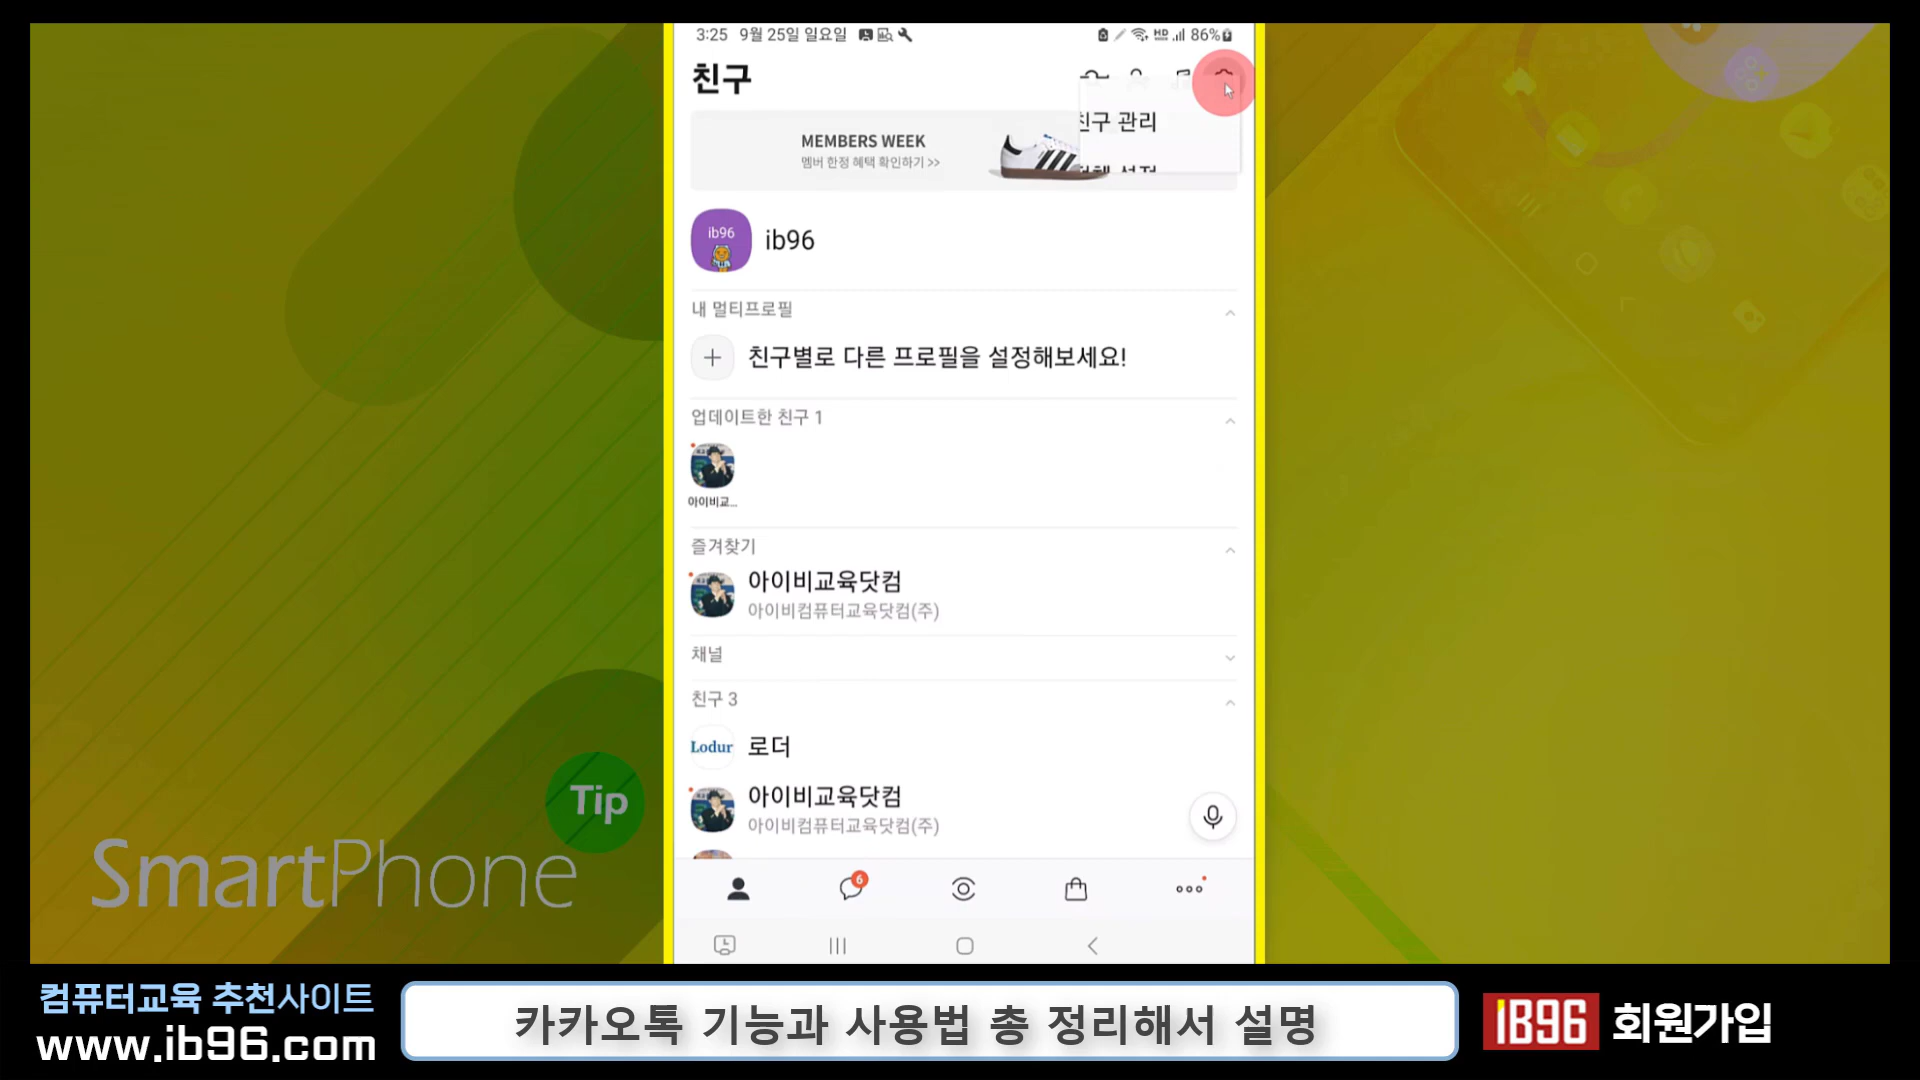 3:25 9월 25일 일요일
86%
친구
친구 관리
MEMBERS WEEK
멤버 한정 혜택 확인하기 >>
ib96
ib96
내 멀티프로필
친구별로 다른 프로필을 설정해보세요!
업데이트한 친구 1
아이비교...
즐겨찾기
아이비교육닷컴
아이비컴퓨터교육닷컴(주)
채널
친구 3
Lodur 로더
아이비교육닷컴
아이비컴퓨터교육닷컴(주)
6
Tip
SmartPhone
컴퓨터교육 추천사이트
www.ib96.com
카카오톡 기능과 사용법 총 정리해서 설명
IB96 회원가입